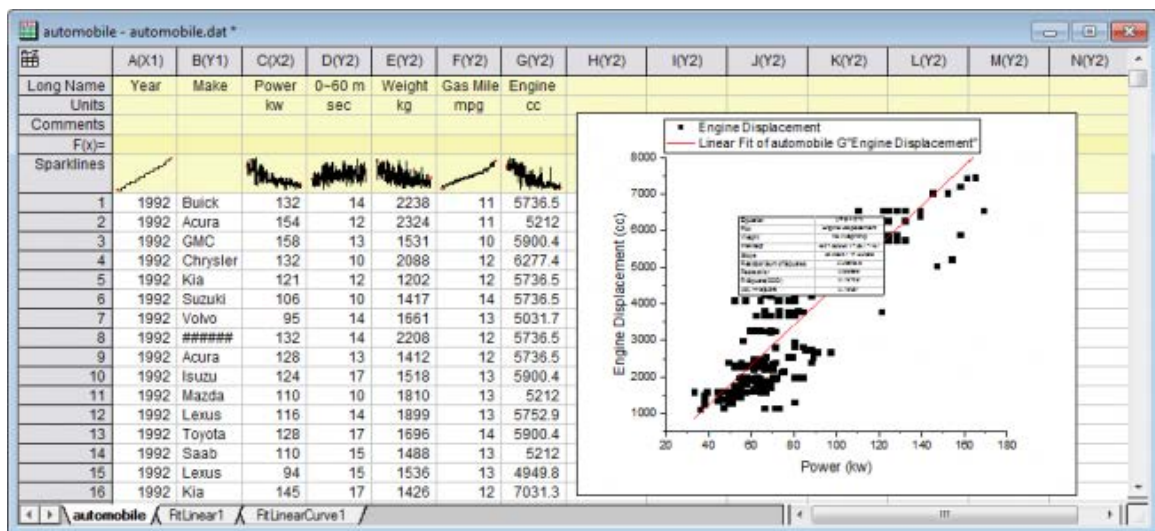 automobile - automobile.dat *
A(X1) B(Y1) C(X2) D(Y2) E(Y2) F(Y2) G(Y2) H(Y2) I(Y2) J(Y2) K(Y2) L(Y2) M(Y2) N(Y2)
Long Name Year Make Power 0~60 m Weight Gas Mile Engine
Units kw sec kg mpg cc
Comments
F(x)=
Sparklines
1 1992 Buick 132 14 2238 11 5736.5
2 1992 Acura 154 12 2324 11 5212
3 1992 GMC 158 13 1531 10 5900.4
4 1992 Chrysler 132 10 2088 12 6277.4
5 1992 Kia 121 12 1202 12 5736.5
6 1992 Suzuki 106 10 1417 14 5736.5
7 1992 Volvo 95 14 1661 13 5031.7
8 1992 ###### 132 14 2208 12 5736.5
9 1992 Acura 128 13 1412 12 5736.5
10 1992 Isuzu 124 17 1518 13 5900.4
11 1992 Mazda 110 10 1810 13 5212
12 1992 Lexus 116 14 1899 13 5752.9
13 1992 Toyota 128 17 1696 14 5900.4
14 1992 Saab 110 15 1488 13 5212
15 1992 Lexus 94 15 1536 13 4949.8
16 1992 Kia 145 17 1426 12 7031.3
Engine Displacement
Linear Fit of automobile G"Engine Displacement"
8000
7000
6000
5000
4000
3000
2000
1000
Engine Displacement (cc)
20 40 60 80 100 120 140 160 180
Power (kw)
automobile FitLinear1 FitLinearCurve1